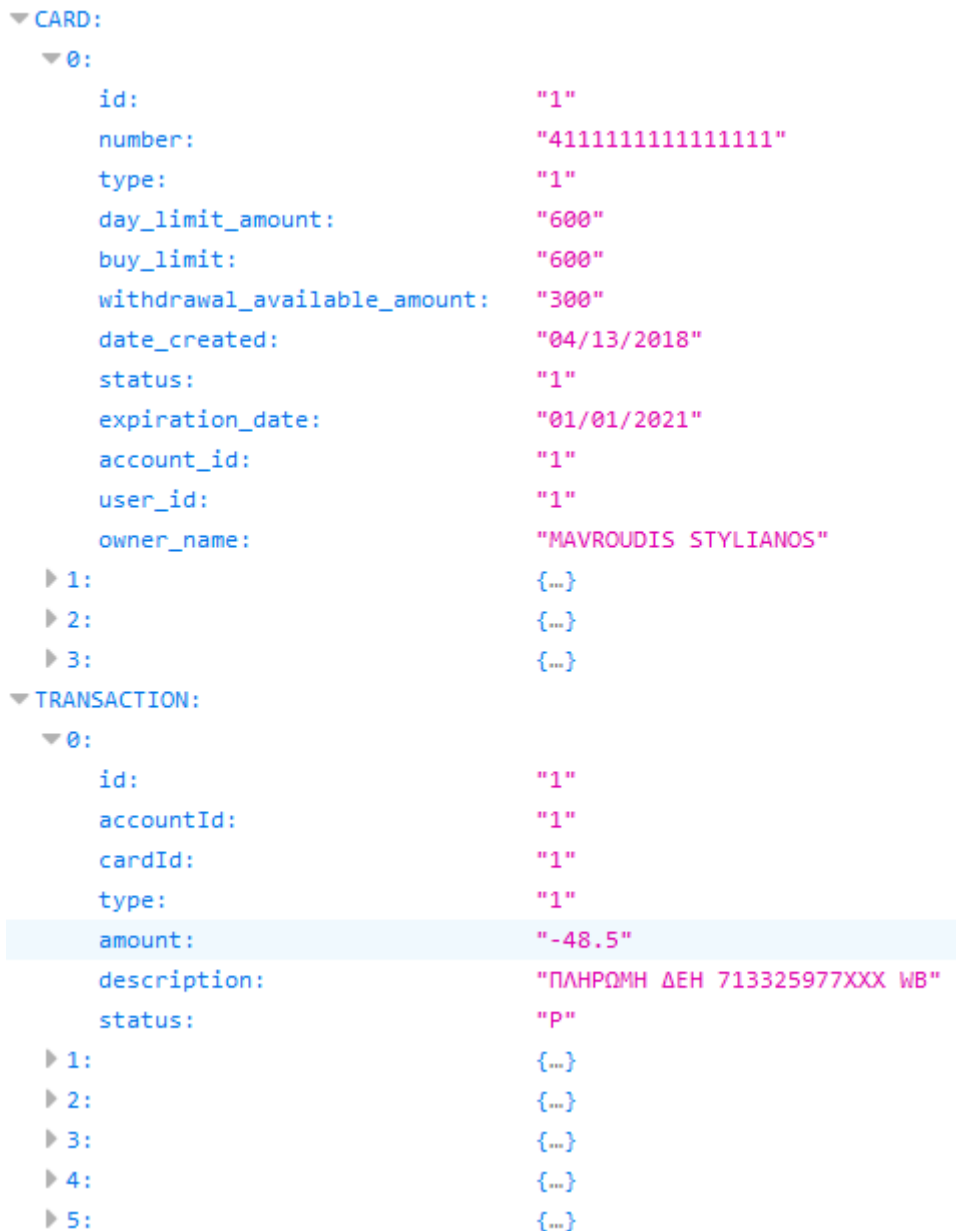 CARD:
0:
id: "1"
number: "4111111111111111"
type: "1"
day_limit_amount: "600"
buy_limit: "600"
withdrawal_available_amount: "300"
date_created: "04/13/2018"
status: "1"
expiration_date: "01/01/2021"
account_id: "1"
user_id: "1"
owner_name: "MAVROUDIS STYLIANOS"
1: {…}
2: {…}
3: {…}
TRANSACTION:
0:
id: "1"
accountId: "1"
cardId: "1"
type: "1"
amount: "-48.5"
description: "ΠΛΗΡΩΜΗ ΔΕΗ 713325977XXX WB"
status: "P"
1: {…}
2: {…}
3: {…}
4: {…}
5: {…}